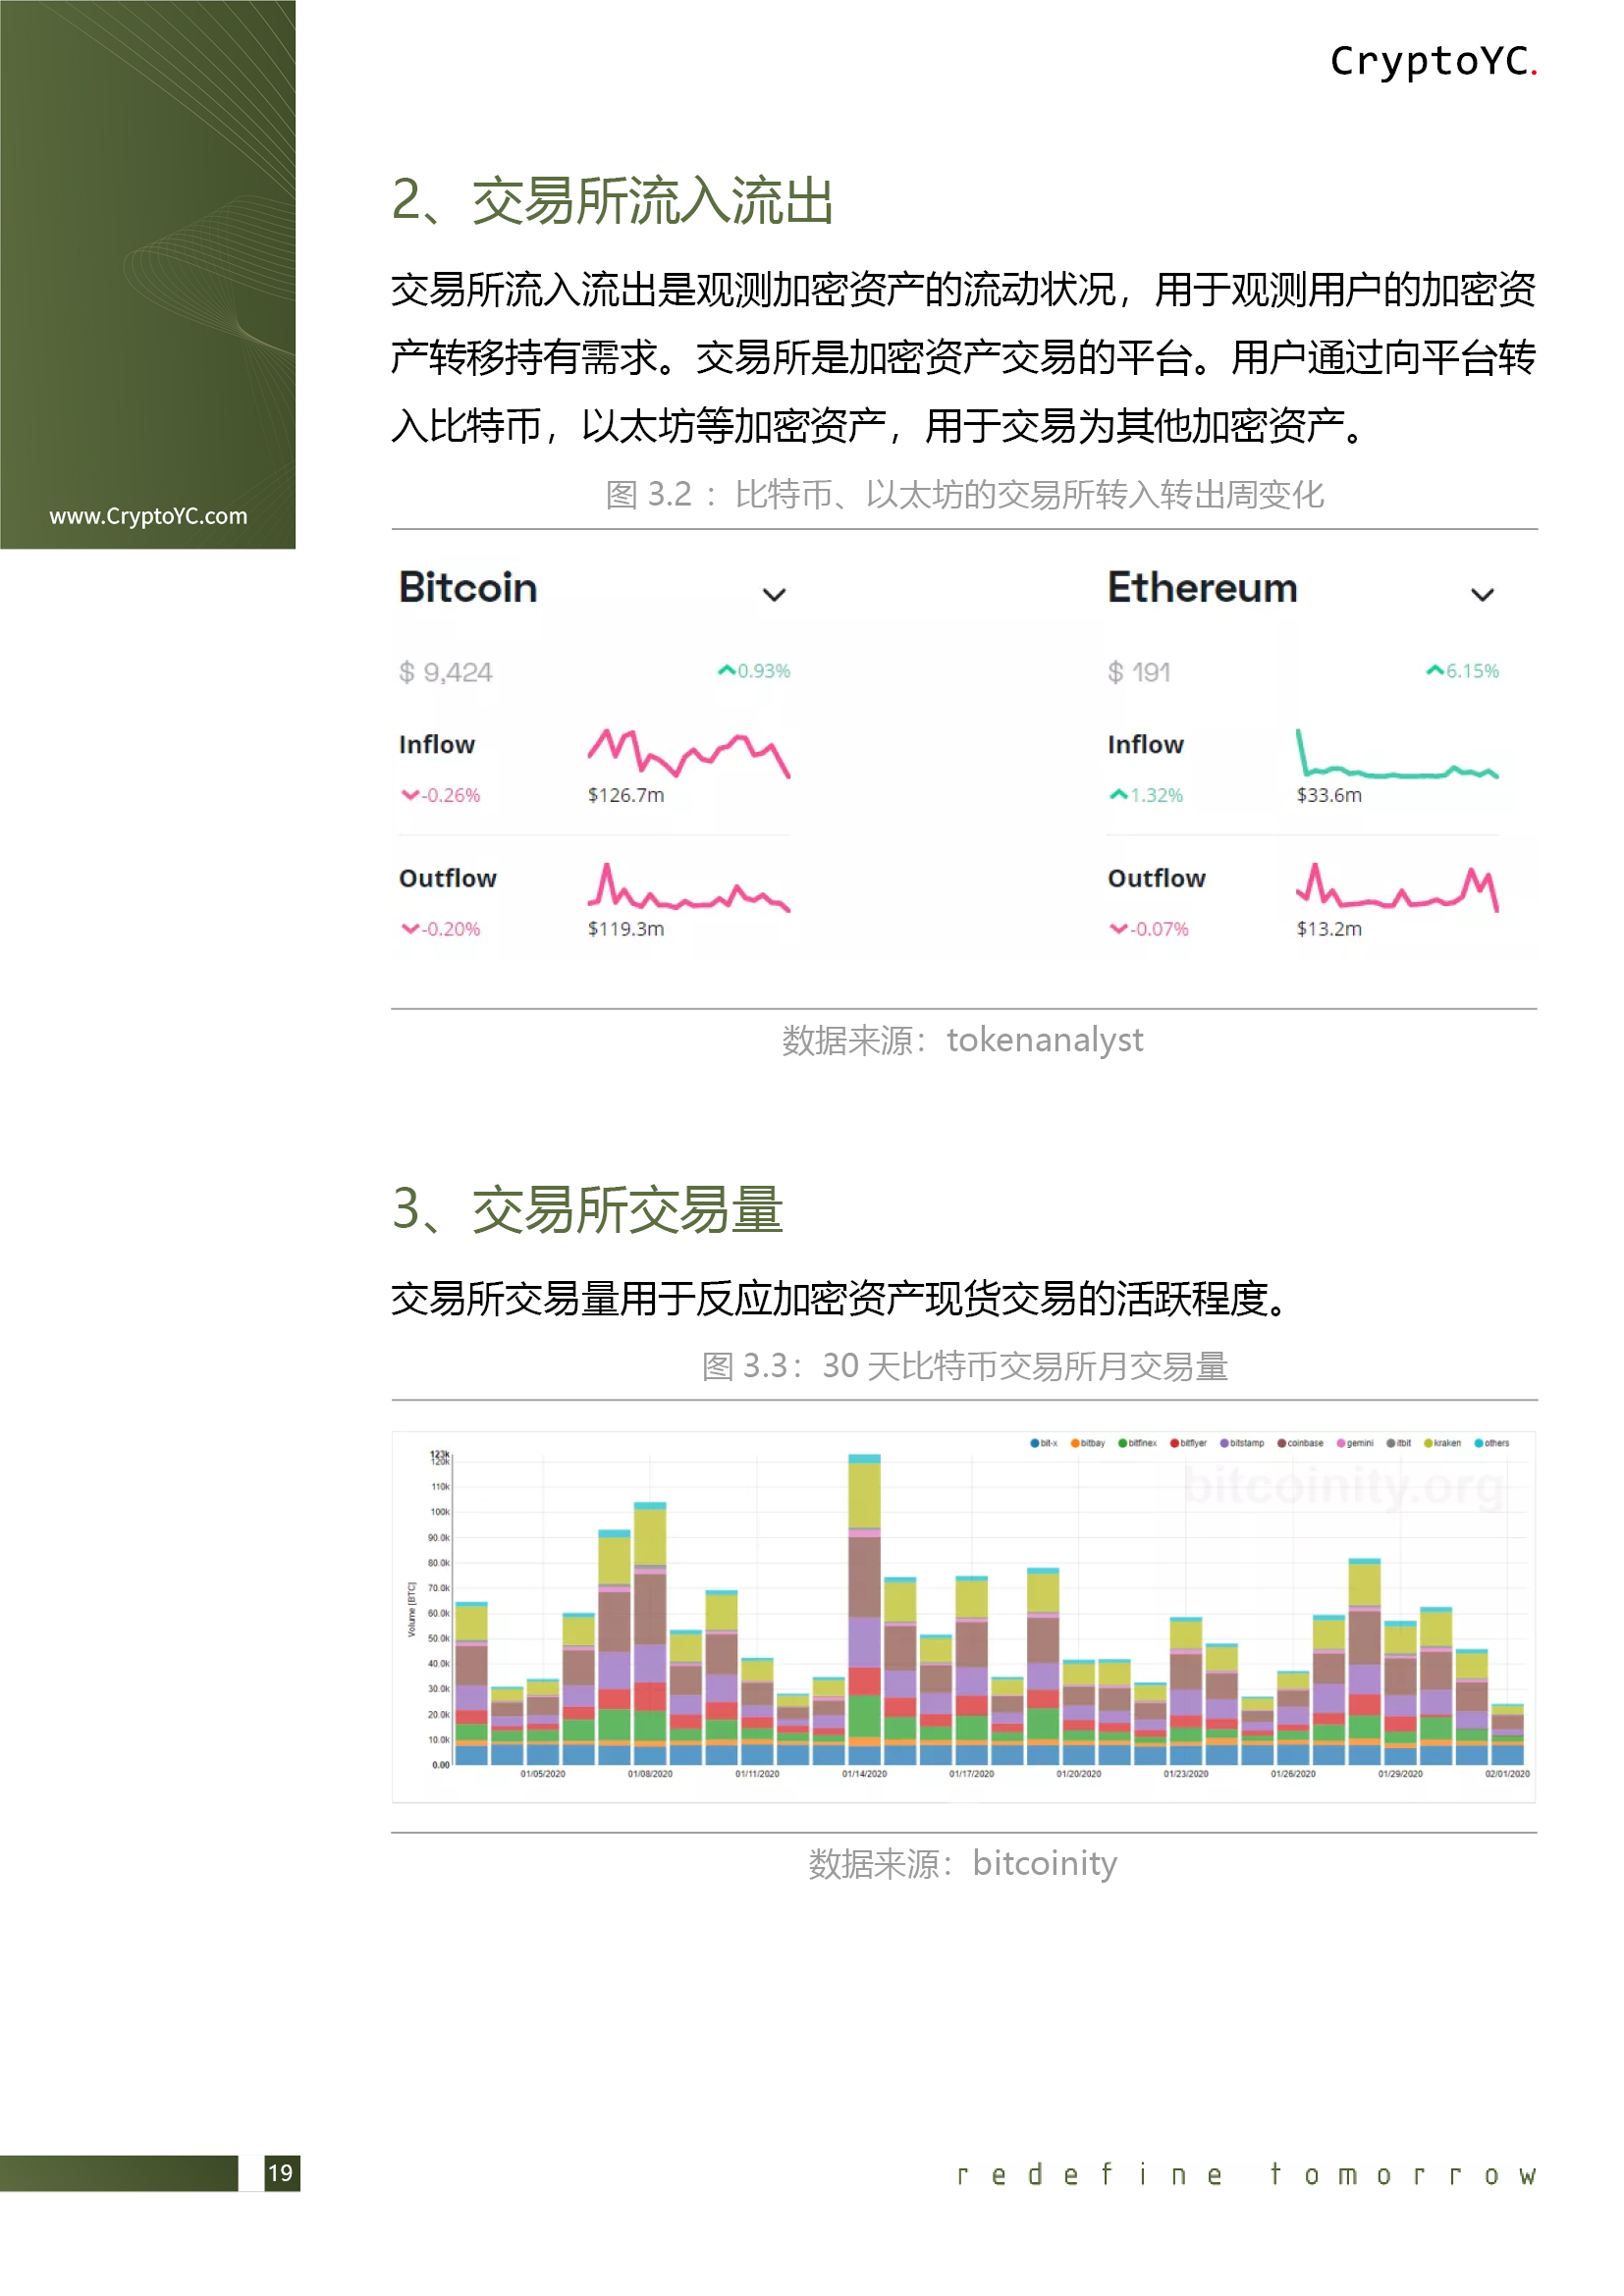 CryptoYC.
www.CryptoYC.com
2、交易所流入流出
交易所流入流出是观测加密资产的流动状况，用于观测用户的加密资
产转移持有需求。交易所是加密资产交易的平台。用户通过向平台转
入比特币，以太坊等加密资产，用于交易为其他加密资产。
图 3.2 ：比特币、以太坊的交易所转入转出周变化
Bitcoin
$ 9,424
0.93%
Inflow
-0.26%
$126.7m
Outflow
-0.20%
$119.3m
Ethereum
$ 191
6.15%
Inflow
1.32%
$33.6m
Outflow
-0.07%
$13.2m
数据来源：tokenanalyst
3、交易所交易量
交易所交易量用于反应加密资产现货交易的活跃程度。
图 3.3：30 天比特币交易所月交易量
bit-x bitbay bitfinex bitflyer bitstamp coinbase gemini itbit kraken others
bitcoinity.org
Volume [BTC]
123k
120k
110k
100k
90.0k
80.0k
70.0k
60.0k
50.0k
40.0k
30.0k
20.0k
10.0k
0.00
01/05/2020 01/08/2020 01/11/2020 01/14/2020 01/17/2020 01/20/2020 01/23/2020 01/26/2020 01/29/2020 02/01/2020
数据来源：bitcoinity
19
redefine tomorrow